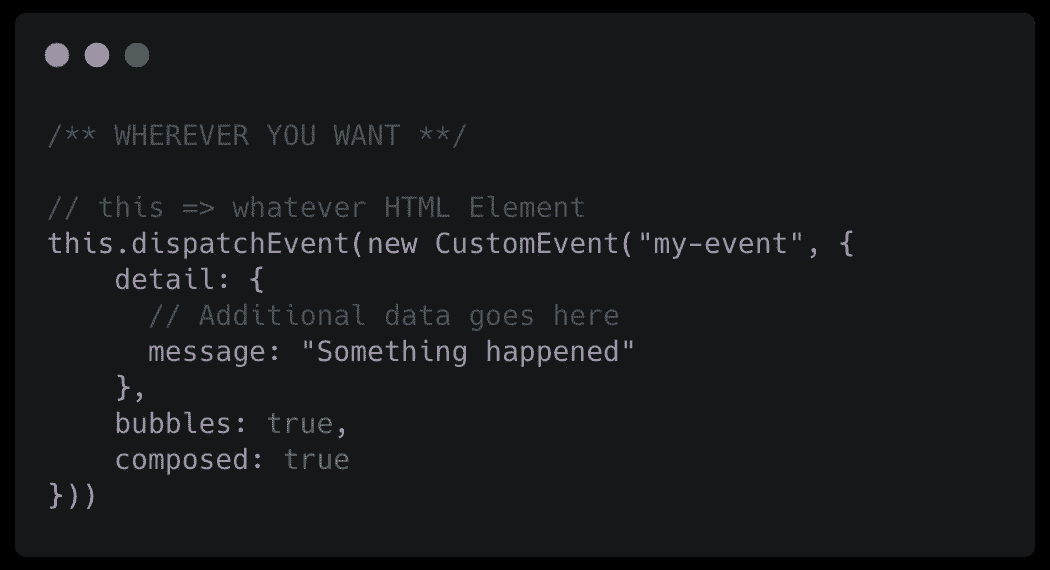 /** WHEREVER YOU WANT **/
// this => whatever HTML Element
this.dispatchEvent(new CustomEvent("my-event", {
    detail: {
      // Additional data goes here
      message: "Something happened"
    },
    bubbles: true,
    composed: true
}))